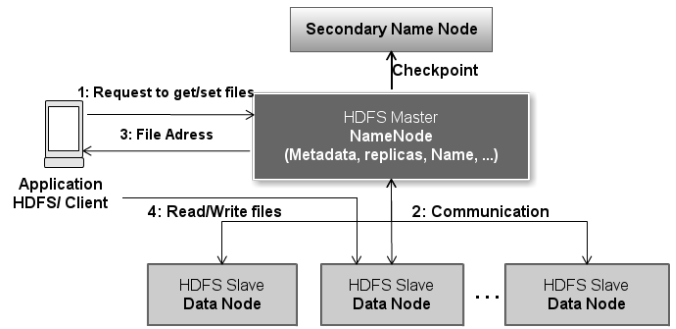 Secondary Name Node
Checkpoint
1: Request to get/set files
HDFS Master
NameNode
(Metadata, replicas, Name, ...)
3: File Adress
Application
HDFS/ Client
4: Read/Write files
2: Communication
HDFS Slave
Data Node
HDFS Slave
Data Node
...
HDFS Slave
Data Node